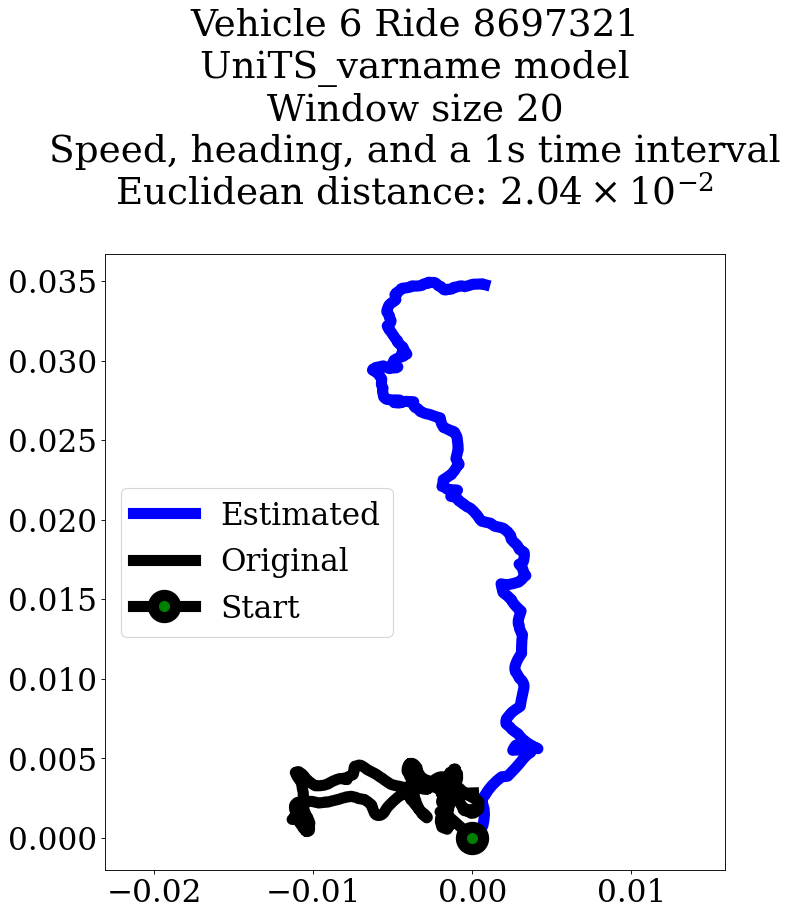 Vehicle 6 Ride 8697321
UniTS_varname model
Window size 20
Speed, heading, and a 1s time interval
Euclidean distance: 2.04 × 10⁻²
0.035
0.030
0.025
0.020
0.015
0.010
0.005
0.000
Estimated
Original
Start
−0.02 −0.01 0.00 0.01